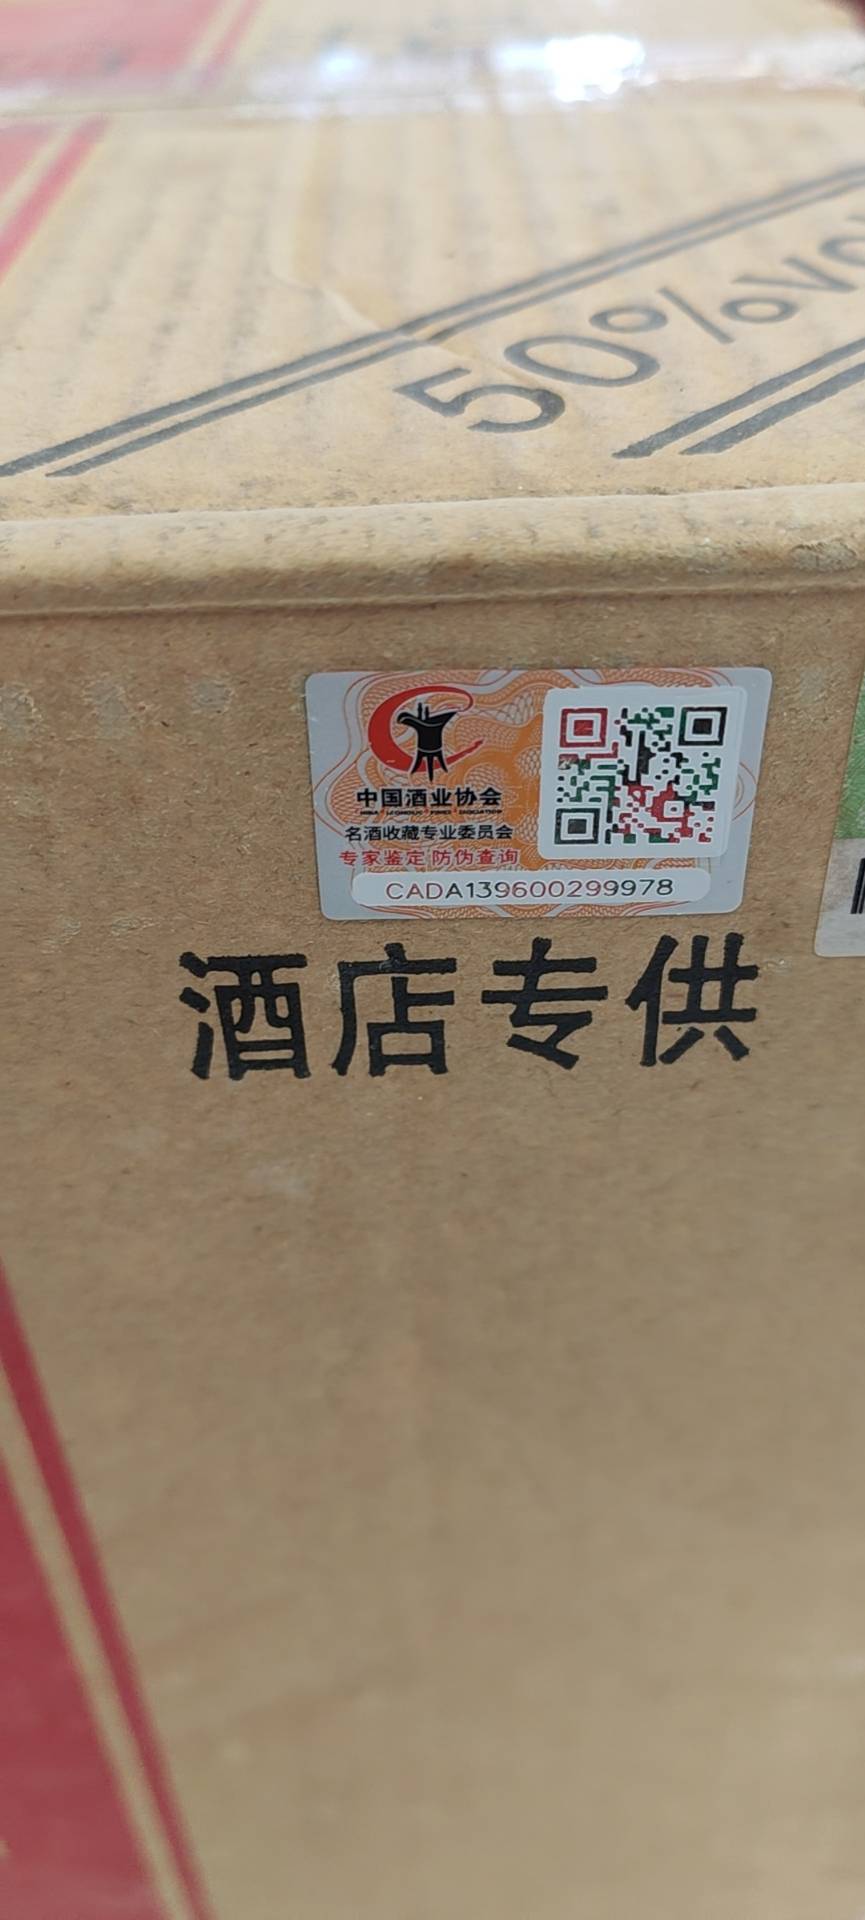 50%vo
中国酒业协会
名酒收藏专业委员会
专家鉴定 防伪查询
CADA139600299978
酒店专供